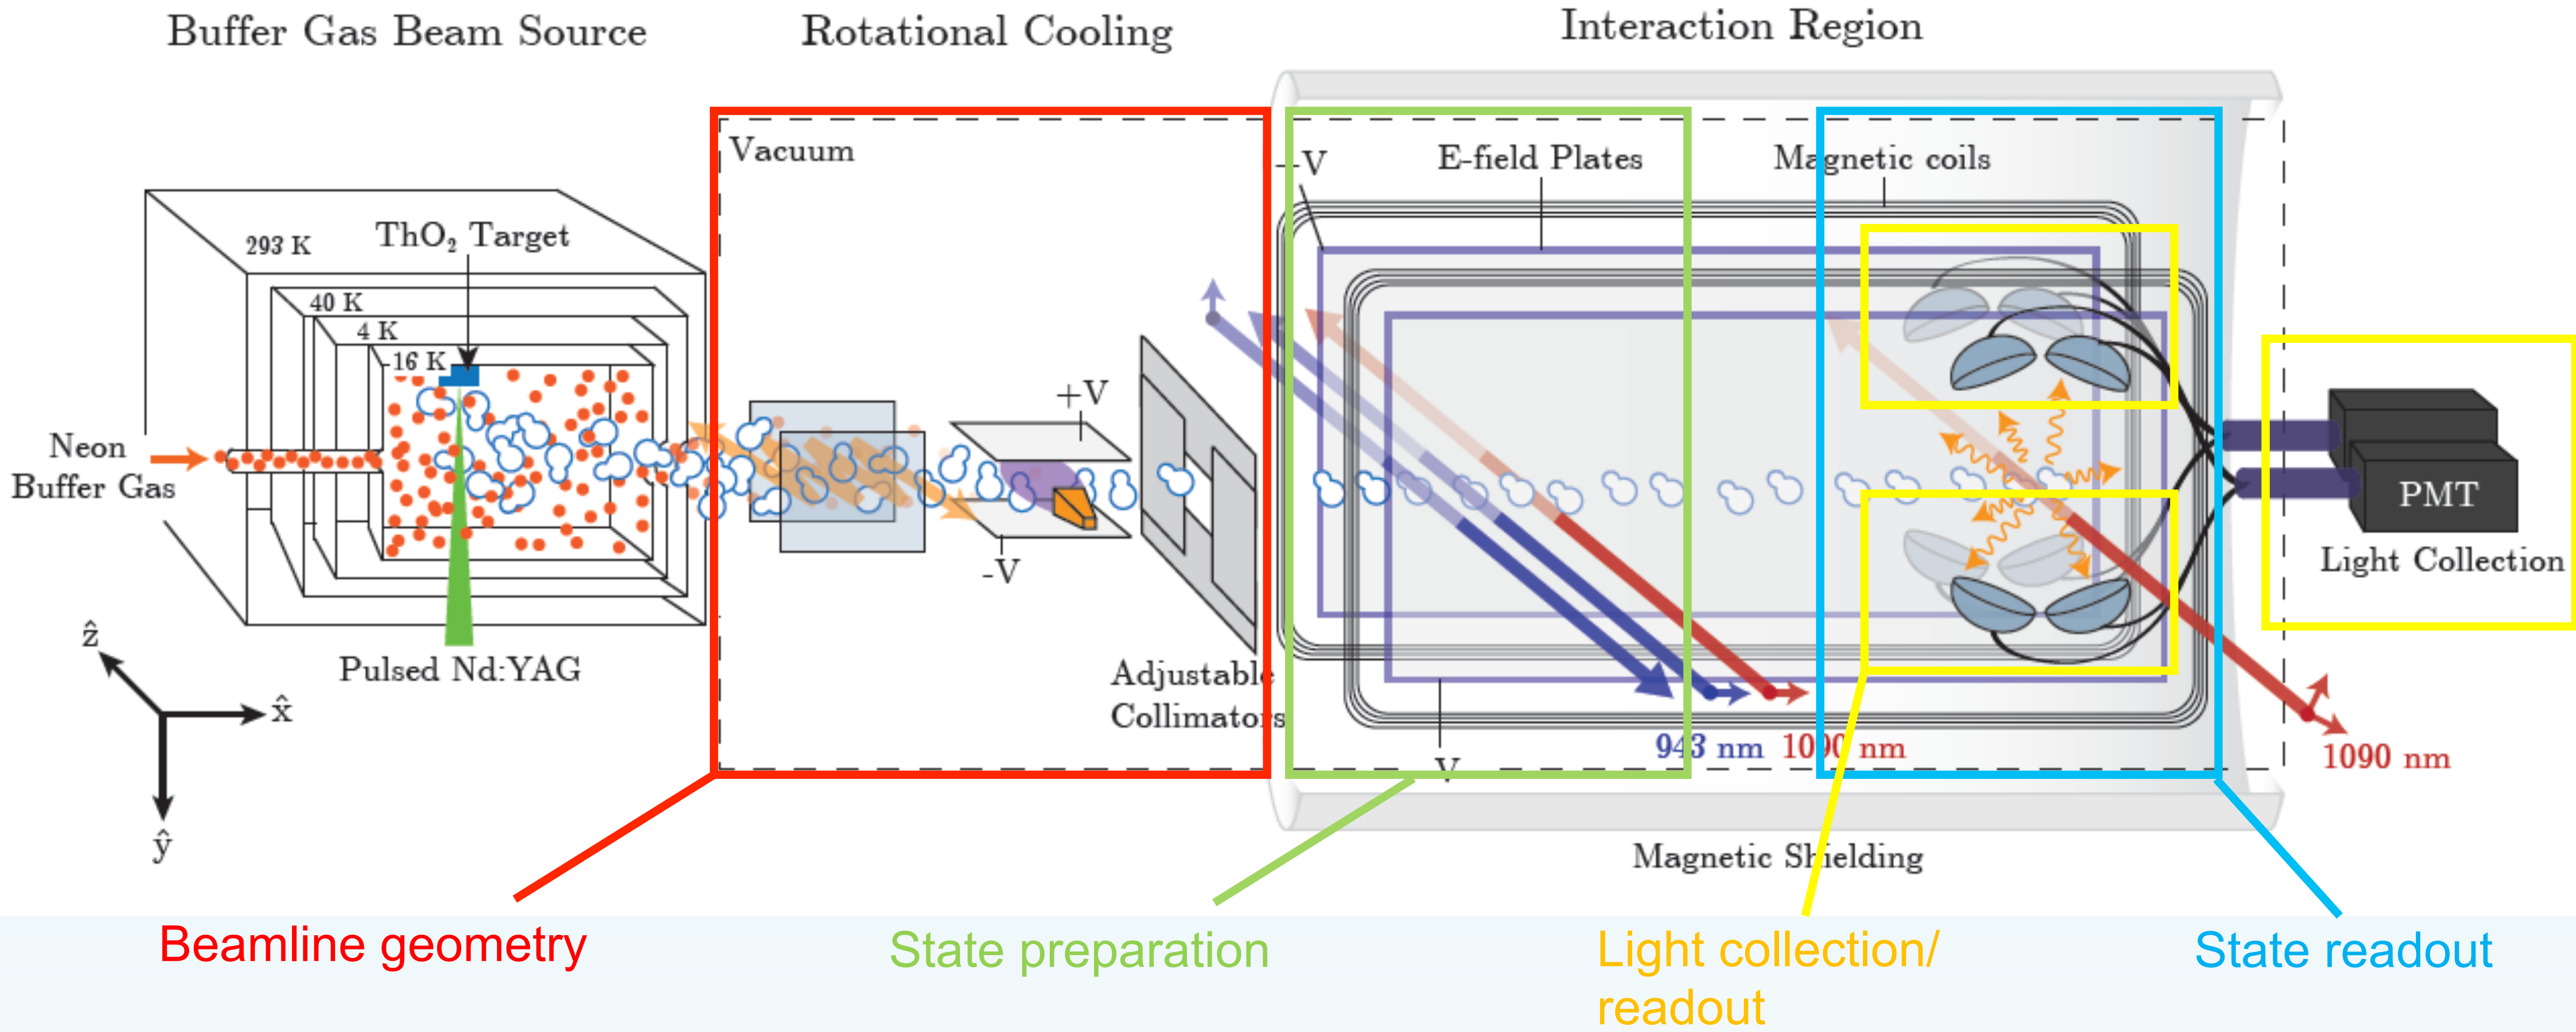 Buffer Gas Beam Source
Rotational Cooling
Interaction Region
Vacuum
293 K
40 K
4 K
16 K
ThO₂ Target
Neon
Buffer Gas
Pulsed Nd:YAG
ẑ
x̂
ŷ
+V
-V
Adjustable
Collimators
+V
E-field Plates
Magnetic coils
-V
943 nm
1090 nm
1090 nm
PMT
Light Collection
Magnetic Shielding
Beamline geometry
State preparation
Light collection/
readout
State readout